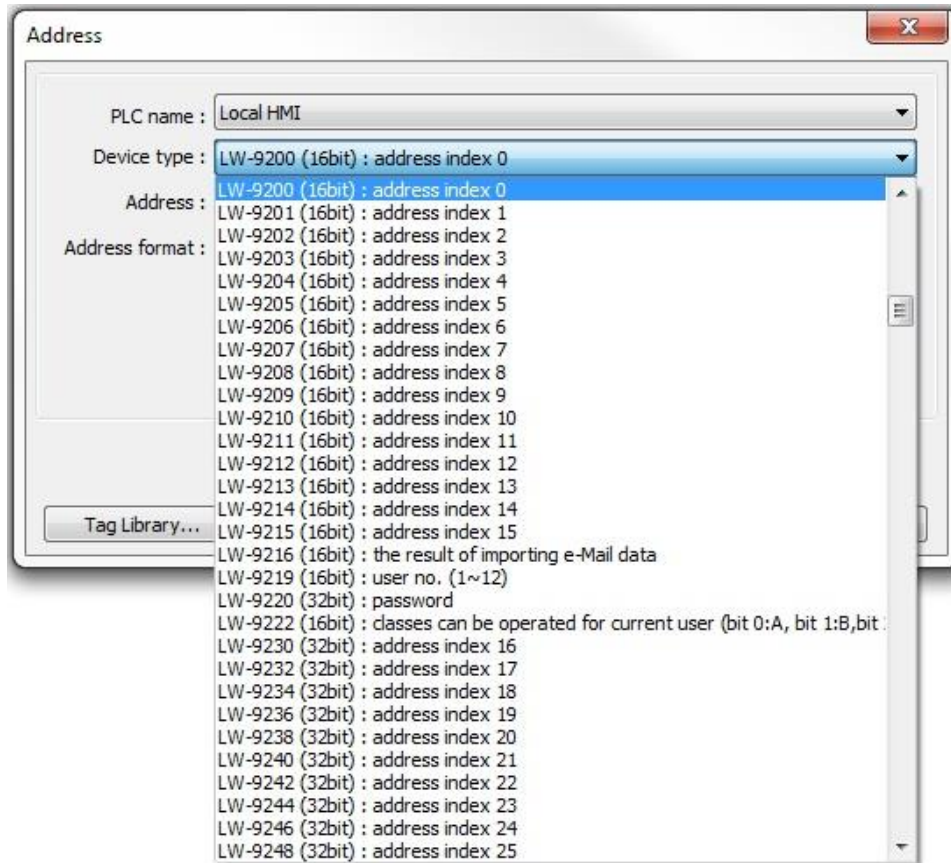 Address
PLC name : Local HMI
Device type : LW-9200 (16bit) : address index 0
Address :
Address format :
LW-9200 (16bit) : address index 0
LW-9201 (16bit) : address index 1
LW-9202 (16bit) : address index 2
LW-9203 (16bit) : address index 3
LW-9204 (16bit) : address index 4
LW-9205 (16bit) : address index 5
LW-9206 (16bit) : address index 6
LW-9207 (16bit) : address index 7
LW-9208 (16bit) : address index 8
LW-9209 (16bit) : address index 9
LW-9210 (16bit) : address index 10
LW-9211 (16bit) : address index 11
LW-9212 (16bit) : address index 12
LW-9213 (16bit) : address index 13
LW-9214 (16bit) : address index 14
LW-9215 (16bit) : address index 15
LW-9216 (16bit) : the result of importing e-Mail data
LW-9219 (16bit) : user no. (1~12)
LW-9220 (32bit) : password
LW-9222 (16bit) : classes can be operated for current user (bit 0:A, bit 1:B,bit
LW-9230 (32bit) : address index 16
LW-9232 (32bit) : address index 17
LW-9234 (32bit) : address index 18
LW-9236 (32bit) : address index 19
LW-9238 (32bit) : address index 20
LW-9240 (32bit) : address index 21
LW-9242 (32bit) : address index 22
LW-9244 (32bit) : address index 23
LW-9246 (32bit) : address index 24
LW-9248 (32bit) : address index 25
Tag Library...